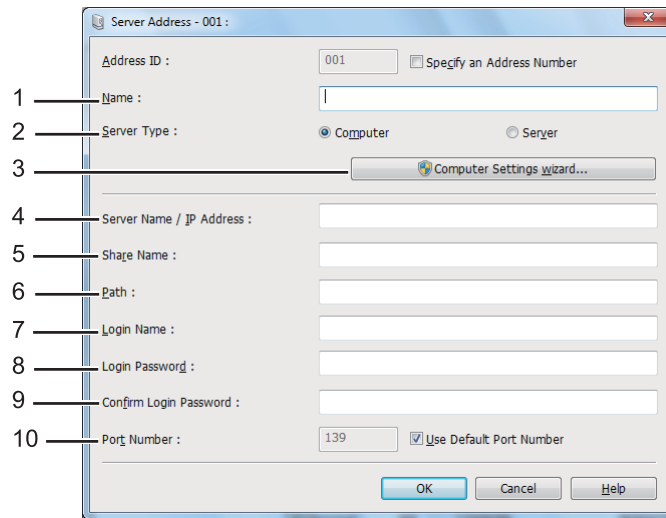 Server Address - 001 :
x
Address ID : 001 Specify an Address Number
1 Name :
2 Server Type : Computer Server
3 Computer Settings wizard...
4 Server Name / IP Address :
5 Share Name :
6 Path :
7 Login Name :
8 Login Password :
9 Confirm Login Password :
10 Port Number : 139 Use Default Port Number
OK Cancel Help